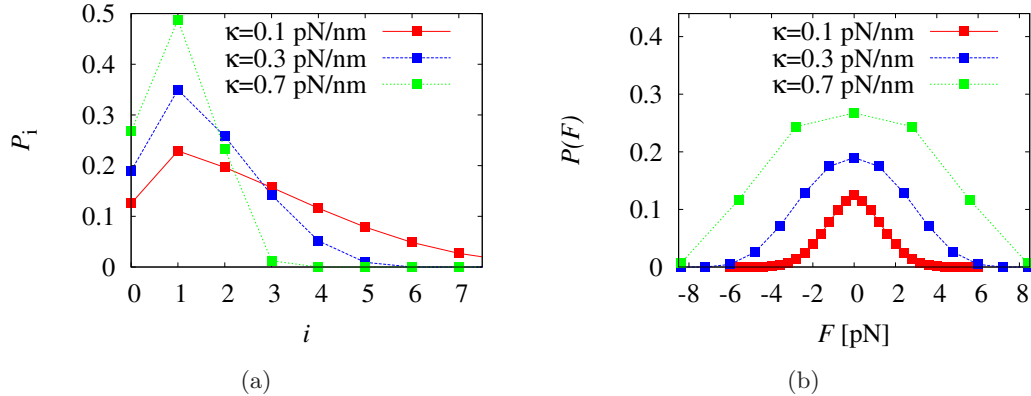 0.5
0.4
0.3
0.2
0.1
0
P_i
κ=0.1 pN/nm
κ=0.3 pN/nm
κ=0.7 pN/nm
0 1 2 3 4 5 6 7
i
(a)
0.4
0.3
0.2
0.1
0
P(F)
κ=0.1 pN/nm
κ=0.3 pN/nm
κ=0.7 pN/nm
-8 -6 -4 -2 0 2 4 6 8
F [pN]
(b)